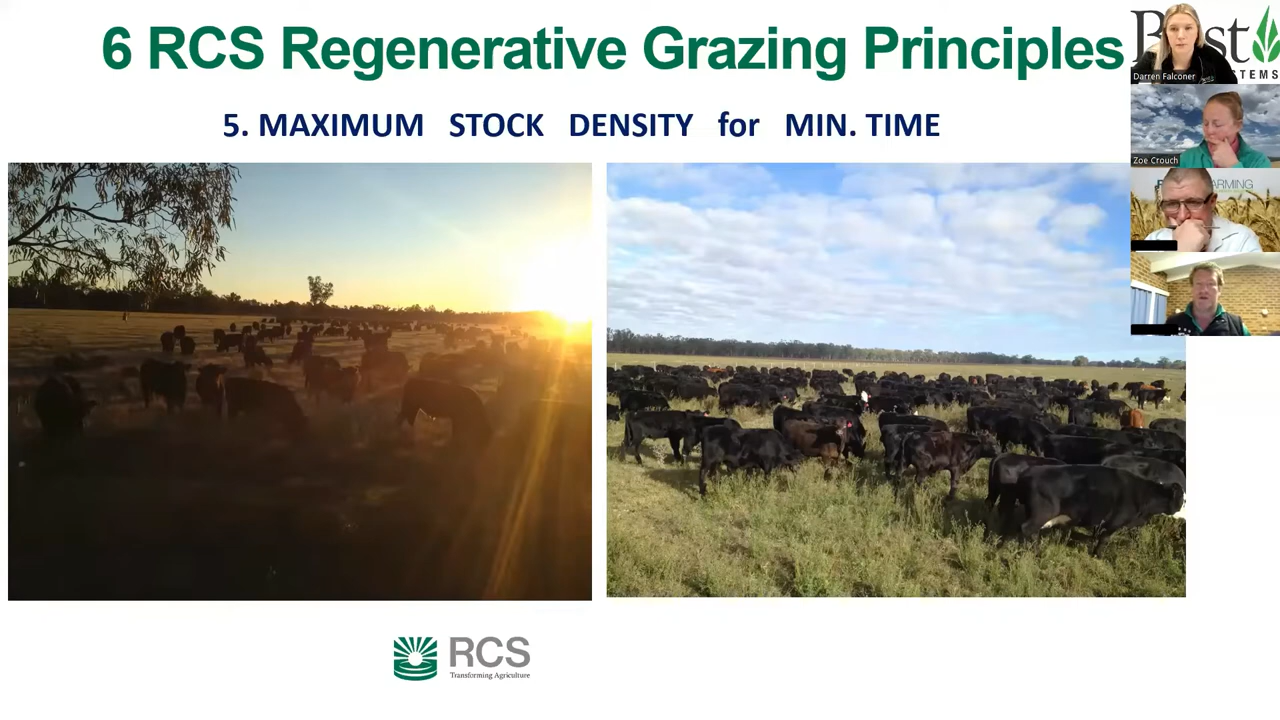 6 RCS Regenerative Grazing Principles
5. MAXIMUM STOCK DENSITY for MIN. TIME
Darren Falconer
Zoe Crouch
RCS
Transforming Agriculture